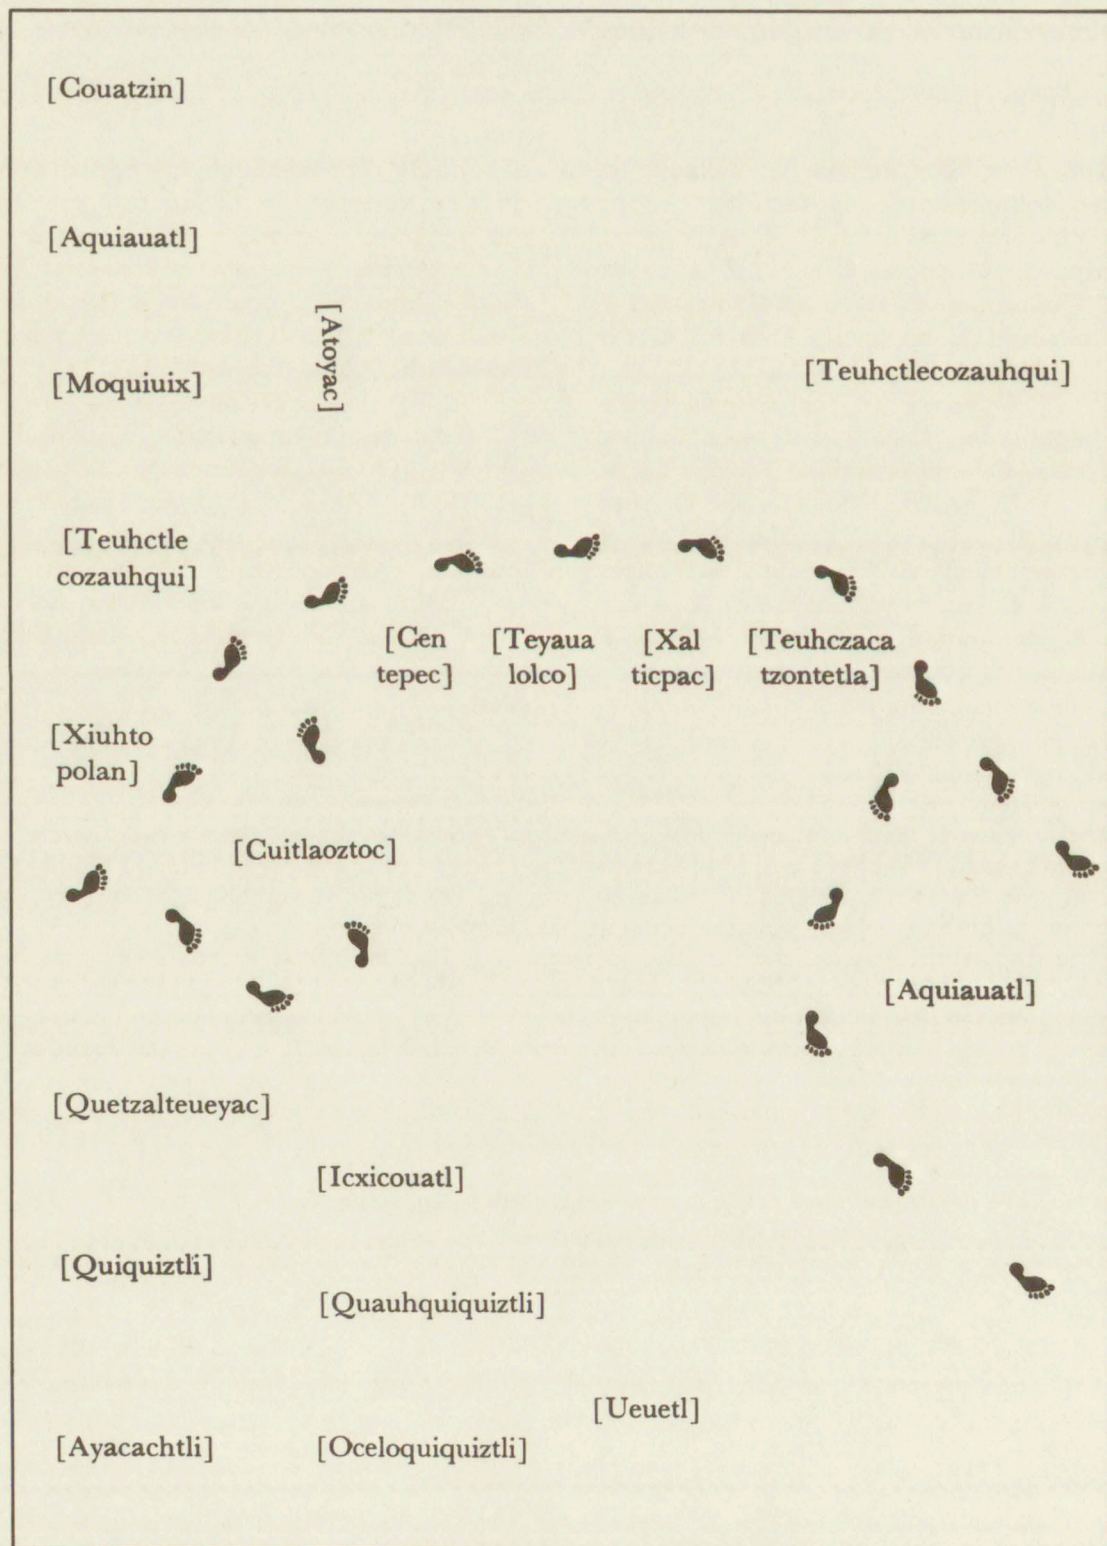 [Couatzin]
[Aquiauatl]
[Atoyac]
[Moquiuix]
[Teuhctlecozauhqui]
[Teuhctle
cozauhqui]
[Cen
tepec]
[Teyaua
lolco]
[Xal
ticpac]
[Teuhczaca
tzontetla]
[Xiuhto
polan]
[Cuitlaoztoc]
[Aquiauatl]
[Quetzalteueyac]
[Icxicouatl]
[Quiquiztli]
[Quauhquiquiztli]
[Ueuetl]
[Ayacachtli]
[Oceloquiquiztli]